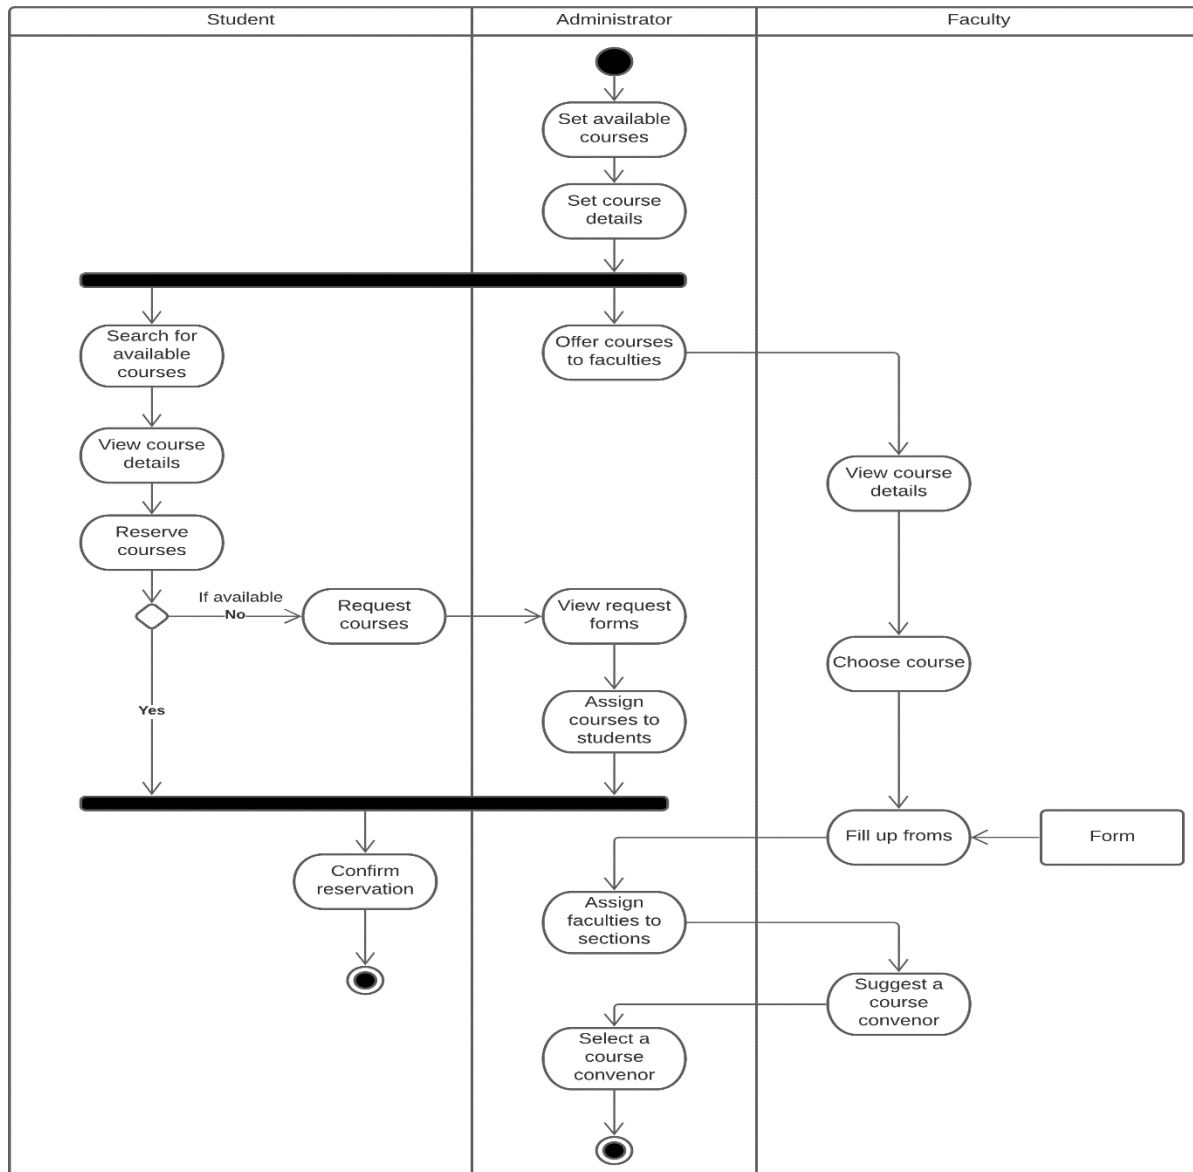 Student
Administrator
Faculty
Set available
courses
Set course
details
Search for
available
courses
Offer courses
to faculties
View course
details
View course
details
Reserve
courses
If available
No
Request
courses
View request
forms
Choose course
Yes
Assign
courses to
students
Fill up froms
Form
Confirm
reservation
Assign
faculties to
sections
Suggest a
course
convenor
Select a
course
convenor